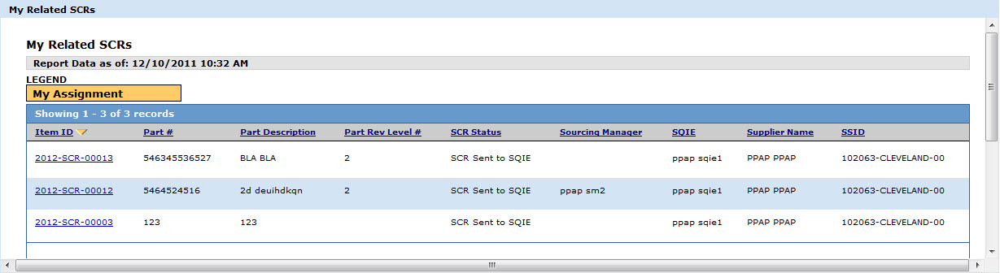 My Related SCRs
My Related SCRs
Report Data as of: 12/10/2011 10:32 AM
LEGEND
My Assignment
Showing 1 - 3 of 3 records
Item ID Part # Part Description Part Rev Level # SCR Status Sourcing Manager SQIE Supplier Name SSID
2012-SCR-00013 546345536527 BLA BLA 2 SCR Sent to SQIE ppap sqie1 PPAP PPAP 102063-CLEVELAND-00
2012-SCR-00012 5464524516 2d deuihdkqn 2 SCR Sent to SQIE ppap sm2 ppap sqie1 PPAP PPAP 102063-CLEVELAND-00
2012-SCR-00003 123 123 SCR Sent to SQIE ppap sqie1 PPAP PPAP 102063-CLEVELAND-00